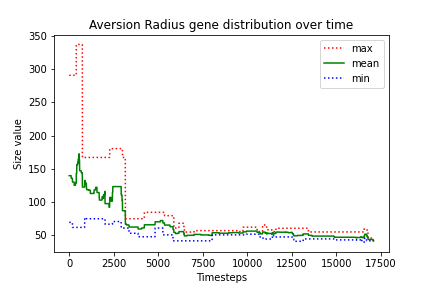 Aversion Radius gene distribution over time
max
mean
min
Size value
350
300
250
200
150
100
50
0 2500 5000 7500 10000 12500 15000 17500
Timesteps